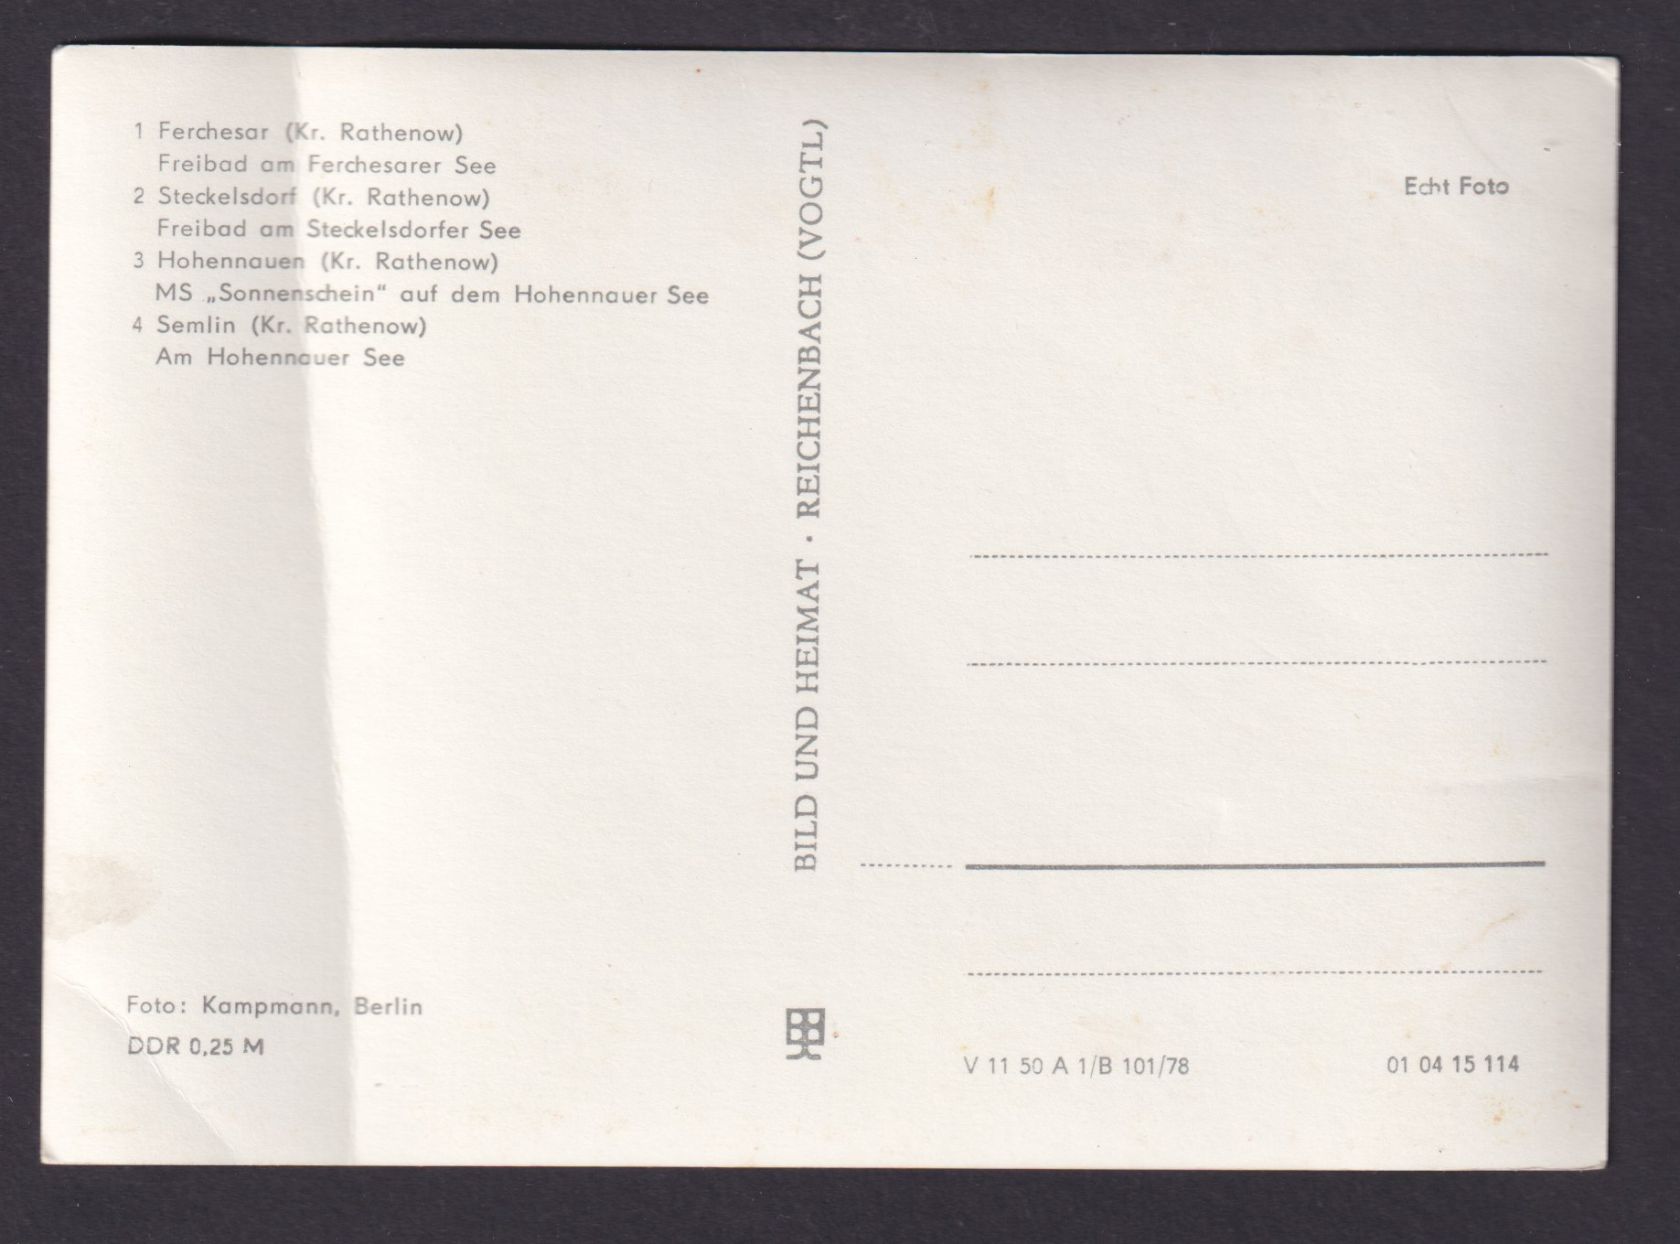 1 Ferchesar (Kr. Rathenow)
Freibad am Ferchesarer See
2 Steckelsdorf (Kr. Rathenow)
Freibad am Steckelsdorfer See
3 Hohennauen (Kr. Rathenow)
MS „Sonnenschein“ auf dem Hohennauer See
4 Semlin (Kr. Rathenow)
Am Hohennauer See
Foto: Kampmann, Berlin
DDR 0,25 M
BILD UND HEIMAT · REICHENBACH (VOGTL)
Echt Foto
V 11 50 A 1/B 101/78
01 04 15 114